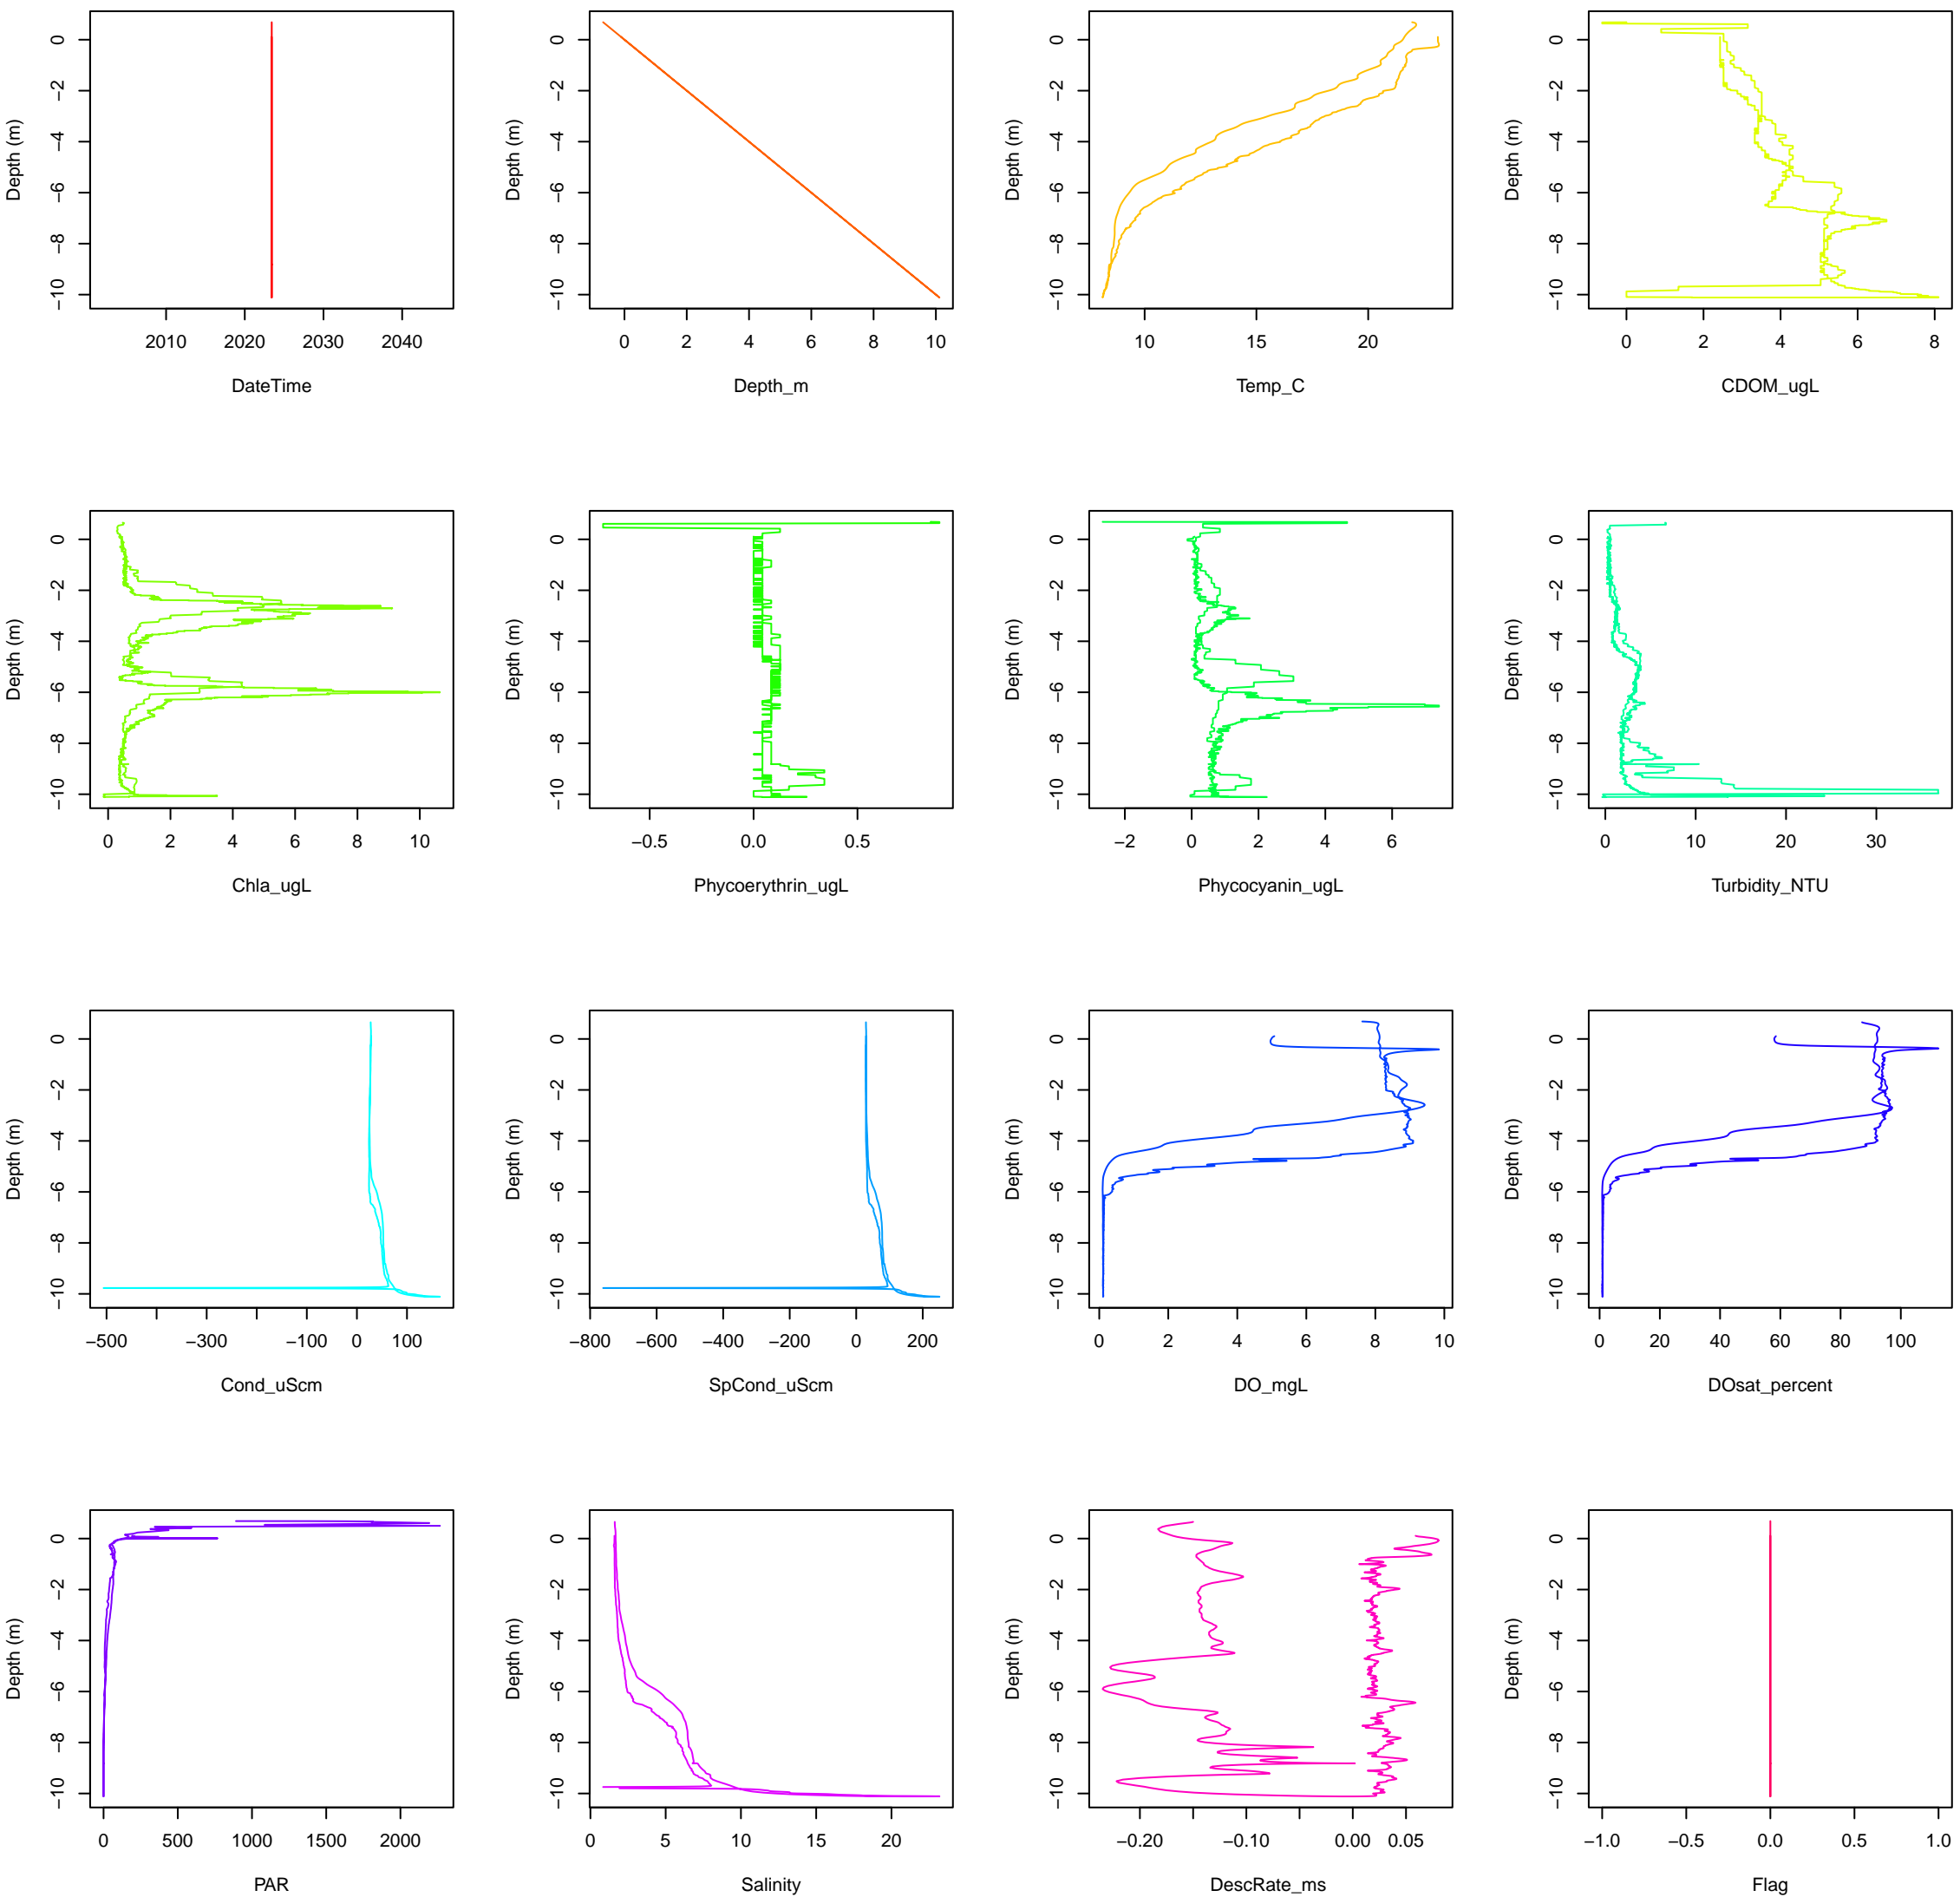 Depth (m)
0
−2
−4
−6
−8
−10
2010 2020 2030 2040
DateTime
Depth (m)
0
−2
−4
−6
−8
−10
0 2 4 6 8 10
Depth_m
Depth (m)
0
−2
−4
−6
−8
−10
10 15 20
Temp_C
Depth (m)
0
−2
−4
−6
−8
−10
0 2 4 6 8
CDOM_ugL
Depth (m)
0
−2
−4
−6
−8
−10
0 2 4 6 8 10
Chla_ugL
Depth (m)
0
−2
−4
−6
−8
−10
−0.5 0.0 0.5
Phycoerythrin_ugL
Depth (m)
0
−2
−4
−6
−8
−10
−2 0 2 4 6
Phycocyanin_ugL
Depth (m)
0
−2
−4
−6
−8
−10
0 10 20 30
Turbidity_NTU
Depth (m)
0
−2
−4
−6
−8
−10
−500 −300 −100 0 100
Cond_uScm
Depth (m)
0
−2
−4
−6
−8
−10
−800 −600 −400 −200 0 200
SpCond_uScm
Depth (m)
0
−2
−4
−6
−8
−10
0 2 4 6 8 10
DO_mgL
Depth (m)
0
−2
−4
−6
−8
−10
0 20 40 60 80 100
DOsat_percent
Depth (m)
0
−2
−4
−6
−8
−10
0 500 1000 1500 2000
PAR
Depth (m)
0
−2
−4
−6
−8
−10
0 5 10 15 20
Salinity
Depth (m)
0
−2
−4
−6
−8
−10
−0.20 −0.10 0.00 0.05
DescRate_ms
Depth (m)
0
−2
−4
−6
−8
−10
−1.0 −0.5 0.0 0.5 1.0
Flag